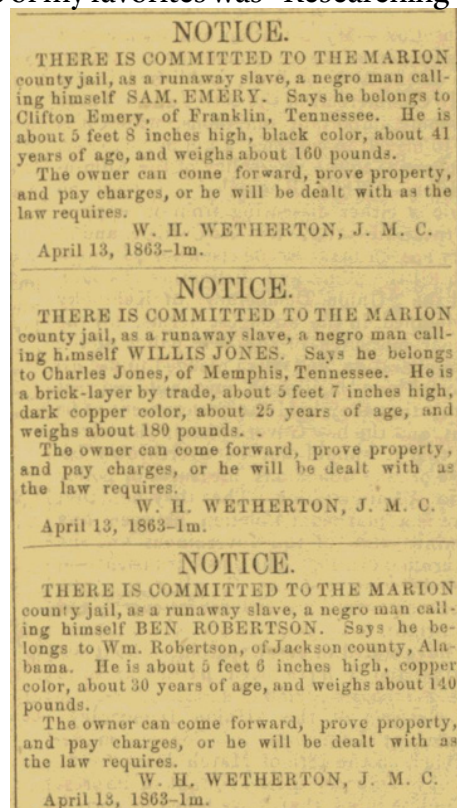 of my favorites was "Researching
NOTICE.
THERE IS COMMITTED TO THE MARION
county jail, as a runaway slave, a negro man call-
ing himself SAM. EMERY. Says he belongs to
Clifton Emery, of Franklin, Tennessee. He is
about 5 feet 8 inches high, black color, about 41
years of age, and weighs about 160 pounds.
The owner can come forward, prove property,
and pay charges, or he will be dealt with as the
law requires.
W. H. WETHERTON, J. M. C.
April 13, 1863-1m.
NOTICE.
THERE IS COMMITTED TO THE MARION
county jail, as a runaway slave, a negro man call-
ing himself WILLIS JONES. Says he belongs
to Charles Jones, of Memphis, Tennessee. He is
a brick-layer by trade, about 5 feet 7 inches high,
dark copper color, about 25 years of age, and
weighs about 180 pounds. .
The owner can come forward, prove property,
and pay charges, or he will be dealt with as
the law requires.
W. H. WETHERTON, J. M. C.
April 13, 1863-1m.
NOTICE.
THERE IS COMMITTED TO THE MARION
county jail, as a runaway slave, a negro man call-
ing himself BEN ROBERTSON. Says he be-
longs to Wm. Robertson, of Jackson county, Ala-
bama. He is about 5 feet 6 inches high, copper
color, about 30 years of age, and weighs about 140
pounds.
The owner can come forward, prove property,
and pay charges, or he will be dealt with as
the law requires.
W. H. WETHERTON, J. M. C.
April 13, 1863-1m.